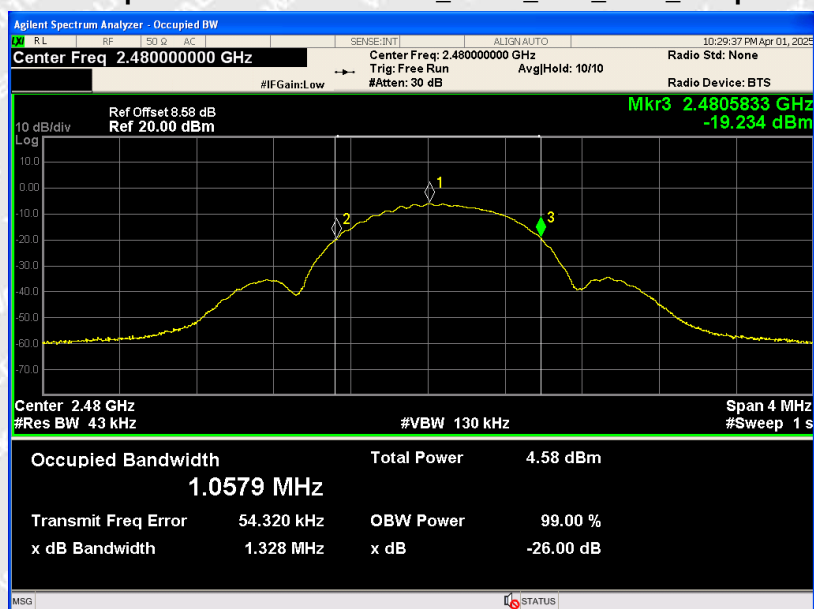 Agilent Spectrum Analyzer - Occupied BW
LXI RL RF 50 Ω AC SENSE:INT ALIGN AUTO 10:29:37 PM Apr 01, 2025
Center Freq 2.480000000 GHz Center Freq: 2.480000000 GHz Radio Std: None
Trig: Free Run Avg|Hold: 10/10
#IFGain:Low #Atten: 30 dB Radio Device: BTS
Mkr3 2.4805833 GHz
-19.234 dBm
Ref Offset 8.58 dB
10 dB/div Ref 20.00 dBm
Log
10.0
0.00
-10.0
-20.0
-30.0
-40.0
-50.0
-60.0
-70.0
1
2
3
Center 2.48 GHz Span 4 MHz
#Res BW 43 kHz #VBW 130 kHz #Sweep 1 s
Occupied Bandwidth Total Power 4.58 dBm
1.0579 MHz
Transmit Freq Error 54.320 kHz OBW Power 99.00 %
x dB Bandwidth 1.328 MHz x dB -26.00 dB
MSG STATUS